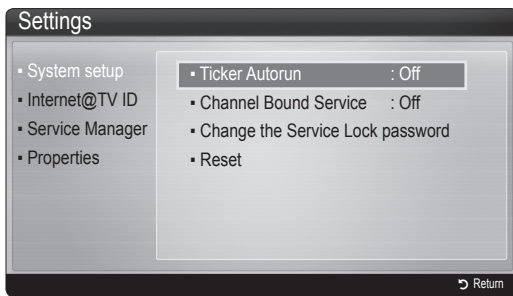 Settings
▪ System setup
▪ Internet@TV ID
▪ Service Manager
▪ Properties
▪ Ticker Autorun : Off
▪ Channel Bound Service : Off
▪ Change the Service Lock password
▪ Reset
Return